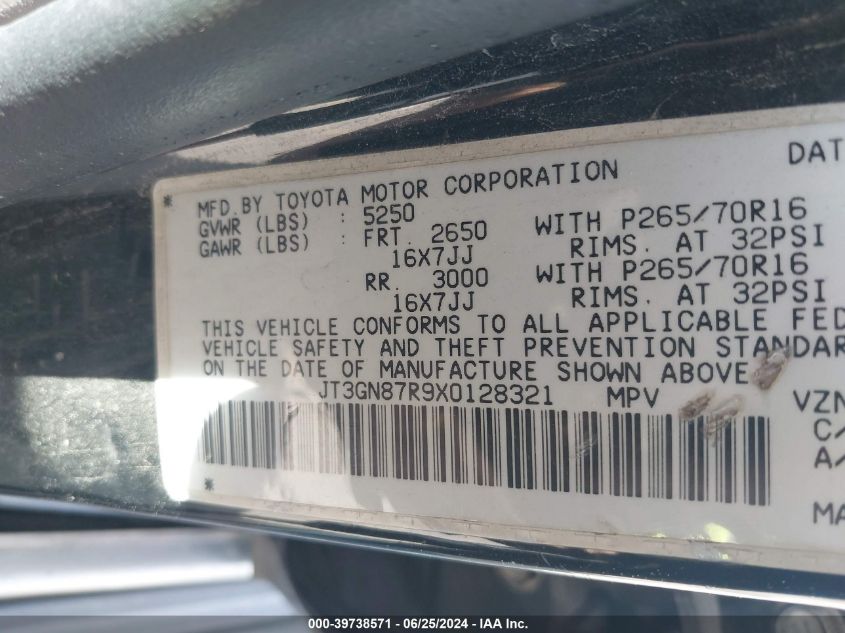 DAT
* MFD.BY TOYOTA MOTOR CORPORATION
GVWR (LBS) : 5250
GAWR (LBS) : FRT. 2650 WITH P265/70R16
16X7JJ RIMS. AT 32PSI
RR. 3000 WITH P265/70R16
16X7JJ RIMS. AT 32PSI
THIS VEHICLE CONFORMS TO ALL APPLICABLE FED
VEHICLE SAFETY AND THEFT PREVENTION STANDAR
ON THE DATE OF MANUFACTURE SHOWN ABOVE
JT3GN87R9X0128321 MPV VZN
C/
A/
*
MA
000-39738571 / 06/25/2024 - IAA Inc.